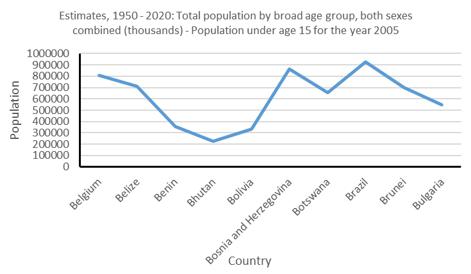 Estimates, 1950 - 2020: Total population by broad age group, both sexes
combined (thousands) - Population under age 15 for the year 2005
Population
1000000
900000
800000
700000
600000
500000
400000
300000
200000
100000
0
Belgium
Belize
Benin
Bhutan
Bolivia
Bosnia and Herzegovina
Botswana
Brazil
Brunei
Bulgaria
Country